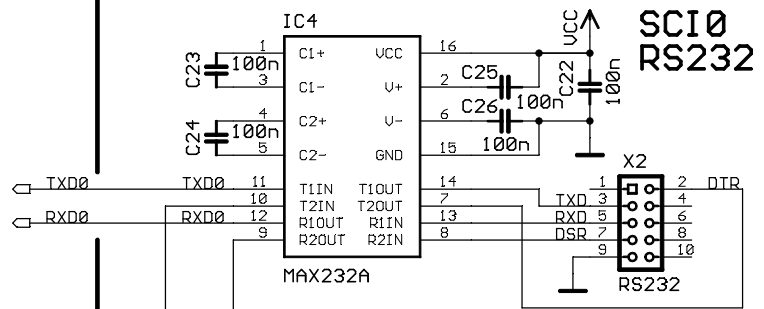 IC4
VCC
SCI0
RS232
1 C1+ VCC 16
C23 100n
3 C1- V+ 2
C25 100n
C22 100n
4 C2+ V- 6
C24 100n
C26 100n
5 C2- GND 15
X2
TXD0 TXD0 11 T1IN T1OUT 14
10 T2IN T2OUT 7
RXD0 RXD0 12 R1OUT R1IN 13
9 R2OUT R2IN 8
1 2 DTR
TXD 3 4
RXD 5 6
DSR 7 8
9 10
MAX232A
RS232